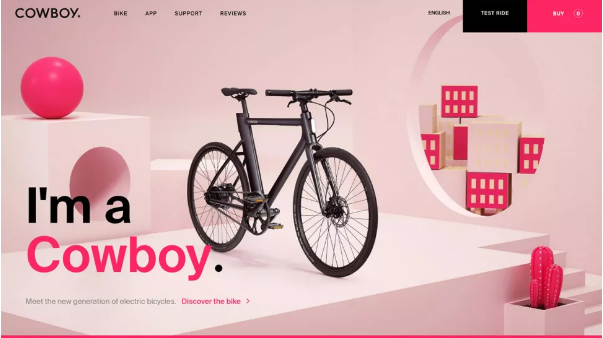 COWBOY.
BIKE APP SUPPORT REVIEWS
ENGLISH
TEST RIDE
BUY 0
I'm a
Cowboy.
Meet the new generation of electric bicycles. Discover the bike >